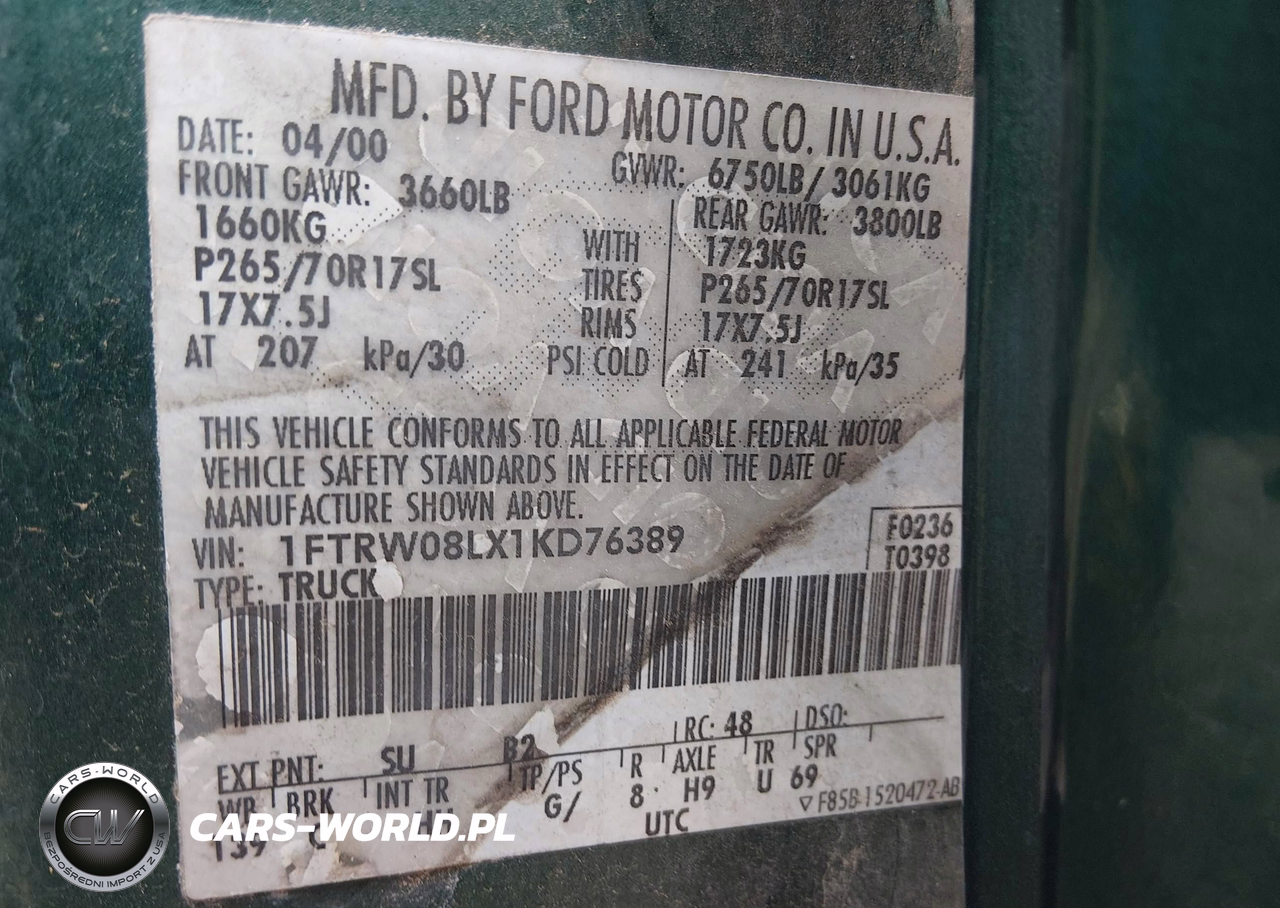 MFD. BY FORD MOTOR CO. IN U.S.A.
DATE: 04/00
GVWR: 6750LB/ 3061KG
FRONT GAWR: 3660LB
REAR GAWR: 3800LB
1660KG
WITH
1723KG
P265/70R17SL
TIRES
P265/70R17SL
17X7.5J
RIMS
17X7.5J
AT 207 kPa/30
PSI COLD
AT 241 kPa/35
THIS VEHICLE CONFORMS TO ALL APPLICABLE FEDERAL MOTOR
VEHICLE SAFETY STANDARDS IN EFFECT ON THE DATE OF
MANUFACTURE SHOWN ABOVE.
VIN: 1FTRW08LX1KD76389
F0236
T0398
TYPE: TRUCK
EXT PNT: SU B2 RC: 48 DSO:
WB BRK INT TR TP/PS R AXLE TR SPR
139 C G/ 8 H9 U 69
UTC
▽ F85B-1520472-AB
CARS-WORLD
CW
BEZPOŚREDNI IMPORT Z USA
CARS-WORLD.PL